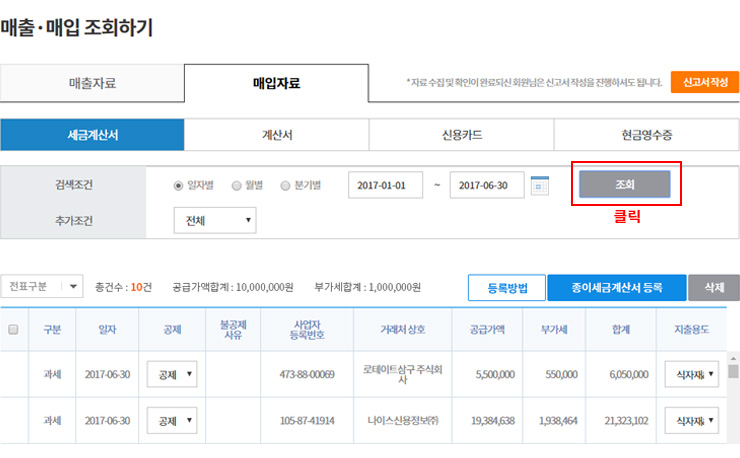 매출·매입 조회하기
매출자료
매입자료
* 자료 수집 및 확인이 완료되신 회원님은 신고서 작성을 진행하셔도 됩니다.
신고서 작성
세금계산서
계산서
신용카드
현금영수증
검색조건
일자별
월별
분기별
2017-01-01
~
2017-06-30
조회
클릭
추가조건
전체
전표구분
총건수 : 10건
공급가액합계 : 10,000,000원
부가세합계 : 1,000,000원
등록방법
종이세금계산서 등록
삭제
구분
일자
공제
불공제
사유
사업자
등록번호
거래처 상호
공급가액
부가세
합계
지출용도
과세
2017-06-30
공제
473-88-00069
로테이트삼구 주식회
사
5,500,000
550,000
6,050,000
식자재
과세
2017-06-30
공제
105-87-41914
나이스신용정보㈜
19,384,638
1,938,464
21,323,102
식자재